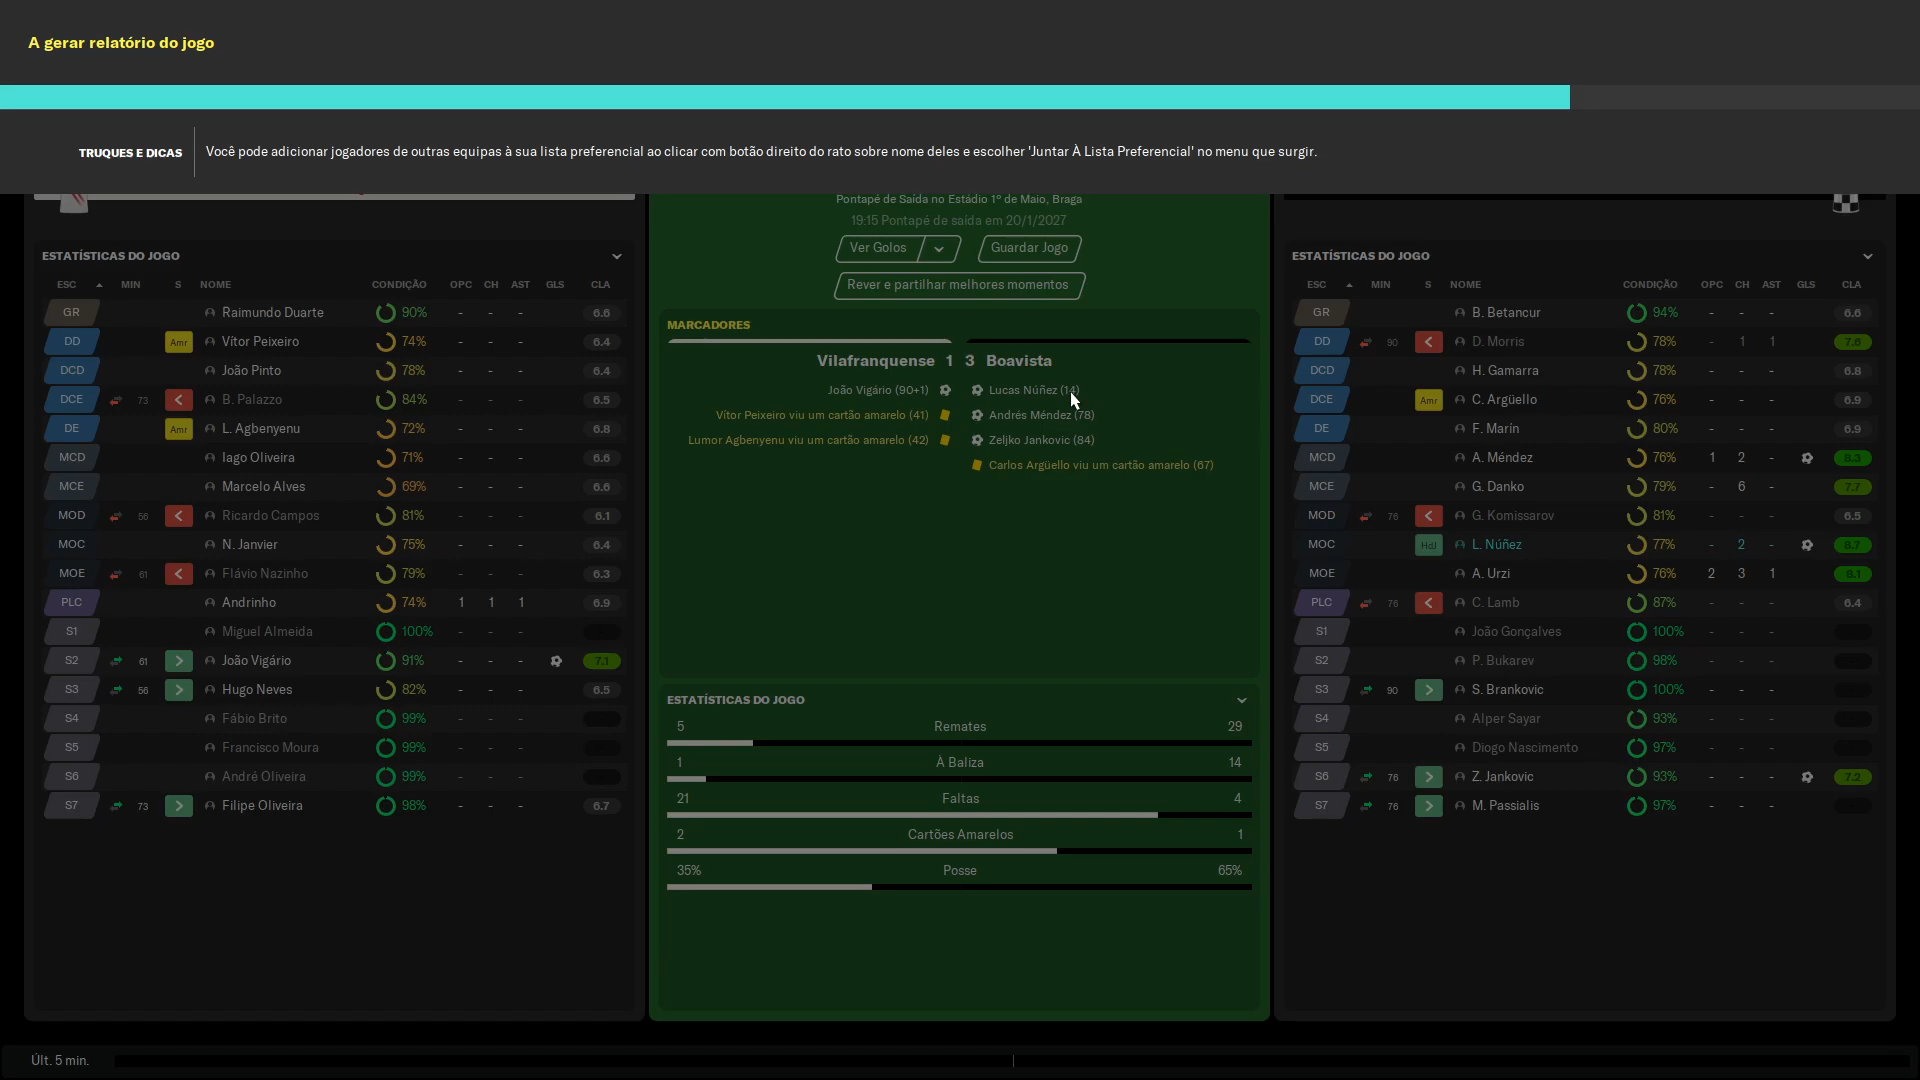 A gerar relatório do jogo
TRUQUES E DICAS Você pode adicionar jogadores de outras equipas à sua lista preferencial ao clicar com botão direito do rato sobre nome deles e escolher 'Juntar À Lista Preferencial' no menu que surgir.
Pontapé de Saída no Estádio 1º de Maio, Braga
19:15 Pontapé de saída em 20/1/2027
Ver Golos Guardar Jogo
Rever e partilhar melhores momentos
ESTATÍSTICAS DO JOGO
ESC MIN S NOME CONDIÇÃO OPC CH AST GLS CLA
GR Raimundo Duarte 90% - - - 6.6
DD Amr Vítor Peixeiro 74% - - - 6.4
DCD João Pinto 78% - - - 6.4
DCE 73 B. Palazzo 84% - - - 6.5
DE Amr L. Agbenyenu 72% - - - 6.8
MCD Iago Oliveira 71% - - - 6.6
MCE Marcelo Alves 69% - - - 6.6
MOD 56 Ricardo Campos 81% - - - 6.1
MOC N. Janvier 75% - - - 6.4
MOE 61 Flávio Nazinho 79% - - - 6.3
PLC Andrinho 74% 1 1 1 6.9
S1 Miguel Almeida 100% - - -
S2 61 João Vigário 91% - - - 7.1
S3 56 Hugo Neves 82% - - - 6.5
S4 Fábio Brito 99% - - -
S5 Francisco Moura 99% - - -
S6 André Oliveira 99% - - -
S7 73 Filipe Oliveira 98% - - - 6.7
MARCADORES
Vilafranquense 1 3 Boavista
João Vigário (90+1) Lucas Núñez (14)
Vítor Peixeiro viu um cartão amarelo (41) Andrés Méndez (78)
Lumor Agbenyenu viu um cartão amarelo (42) Zeljko Jankovic (84)
Carlos Argüello viu um cartão amarelo (67)
ESTATÍSTICAS DO JOGO
5 Remates 29
1 À Baliza 14
21 Faltas 4
2 Cartões Amarelos 1
35% Posse 65%
ESTATÍSTICAS DO JOGO
ESC MIN S NOME CONDIÇÃO OPC CH AST GLS CLA
GR B. Betancur 94% - - - 6.6
DD 90 D. Morris 78% - 1 1 7.6
DCD H. Gamarra 78% - - - 6.8
DCE Amr C. Argüello 76% - - - 6.9
DE F. Marín 80% - - - 6.9
MCD A. Méndez 76% 1 2 - 8.3
MCE G. Danko 79% - 6 - 7.7
MOD 76 G. Komissarov 81% - - - 6.5
MOC HdJ L. Núñez 77% - 2 - 8.7
MOE A. Urzi 76% 2 3 1 8.1
PLC 76 C. Lamb 87% - - - 6.4
S1 João Gonçalves 100% - - -
S2 P. Bukarev 98% - - -
S3 90 S. Brankovic 100% - - -
S4 Alper Sayar 93% - - -
S5 Diogo Nascimento 97% - - -
S6 76 Z. Jankovic 93% - - - 7.2
S7 76 M. Passialis 97% - - -
Últ. 5 min.